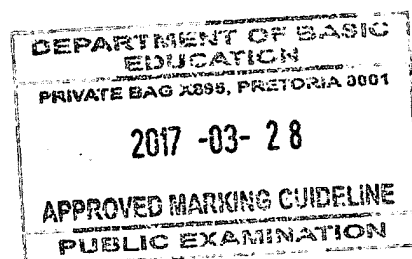 DEPARTMENT OF BASIC
EDUCATION
PRIVATE BAG X895, PRETORIA 0001
2017 -03- 28
APPROVED MARKING GUIDELINE
PUBLIC EXAMINATION